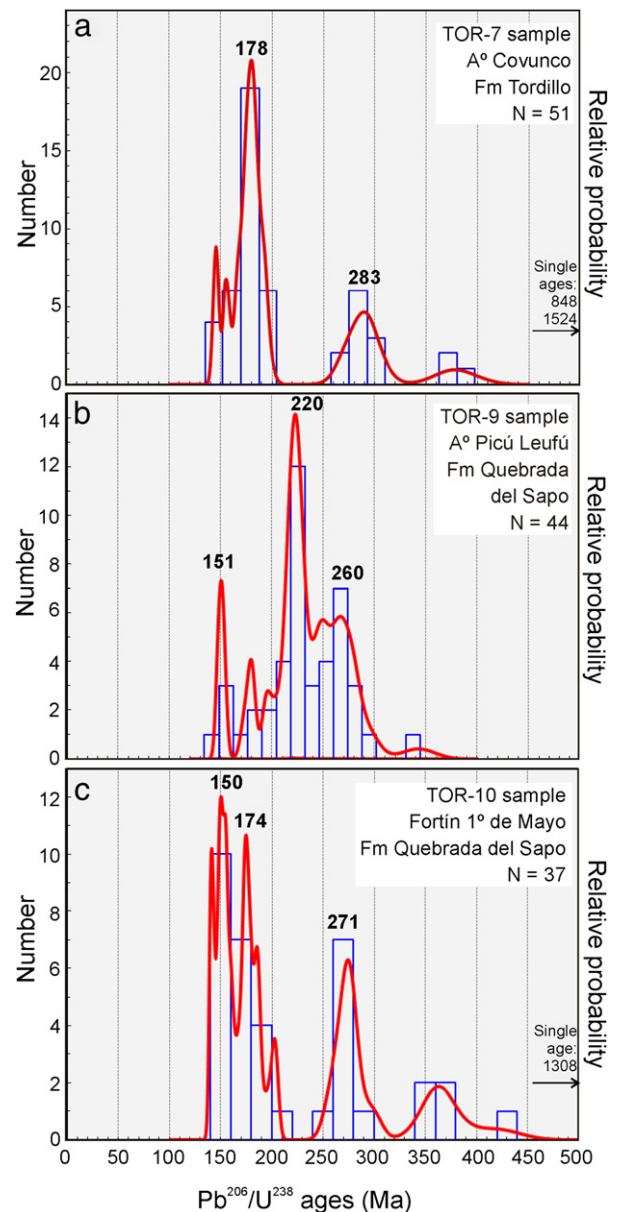 a
178
TOR-7 sample
Aº Covunco
Fm Tordillo
N = 51
283
Single
ages:
848
1524
Number
20
15
10
5
0
Relative probability
b
220
TOR-9 sample
Aº Picú Leufú
Fm Quebrada
del Sapo
N = 44
151
260
Number
14
12
10
8
6
4
2
0
Relative probability
c
150
174
TOR-10 sample
Fortín 1º de Mayo
Fm Quebrada del Sapo
N = 37
271
Single
age:
1308
Number
12
10
8
6
4
2
0
Relative probability
0 50 100 150 200 250 300 350 400 450 500
Pb²⁰⁶/U²³⁸ ages (Ma)